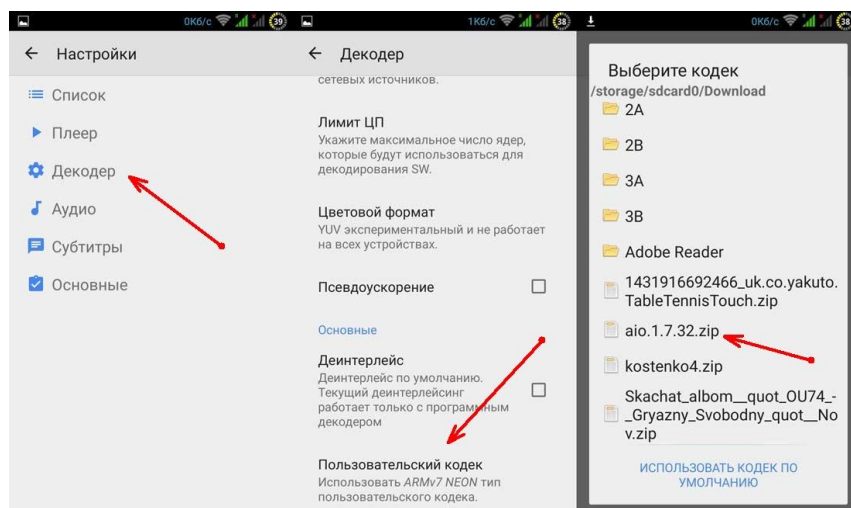 0Кб/с 39
Настройки
Список
Плеер
Декодер
Аудио
Субтитры
Основные
1Кб/с 38
Декодер
сетевых источников.
Лимит ЦП
Укажите максимальное число ядер,
которые будут использоваться для
декодирования SW.
Цветовой формат
YUV экспериментальный и не работает
на всех устройствах.
Псевдоускорение
Основные
Деинтерлейс
Деинтерлейс по умолчанию.
Текущий деинтерлейсинг
работает только с программным
декодером
Пользовательский кодек
Использовать ARMv7 NEON тип
пользовательского кодека.
0Кб/с 38
Выберите кодек
/storage/sdcard0/Download
2A
2B
3A
3B
Adobe Reader
1431916692466_uk.co.yakuto.
TableTennisTouch.zip
aio.1.7.32.zip
kostenko4.zip
Skachat_albom__quot_OU74_-
_Gryazny_Svobodny_quot__No
v.zip
ИСПОЛЬЗОВАТЬ КОДЕК ПО
УМОЛЧАНИЮ